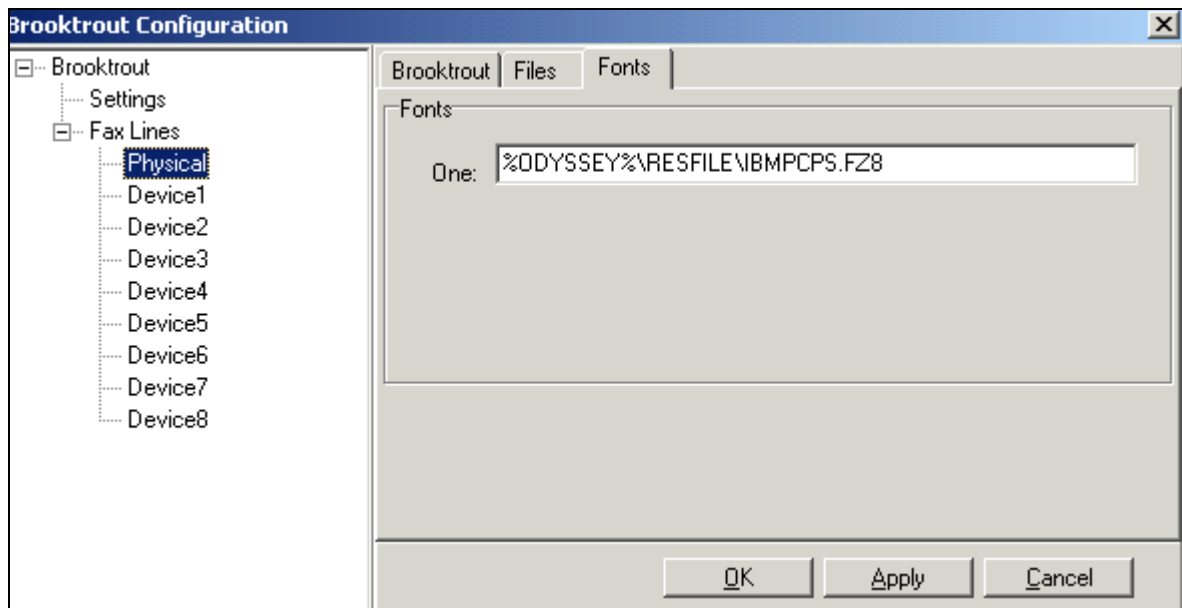 Brooktrout Configuration
Brooktrout
Settings
Fax Lines
Physical
Device1
Device2
Device3
Device4
Device5
Device6
Device7
Device8
Brooktrout Files Fonts
Fonts
One: %ODYSSEY%\RESFILE\IBMPCPS.FZ8
OK Apply Cancel